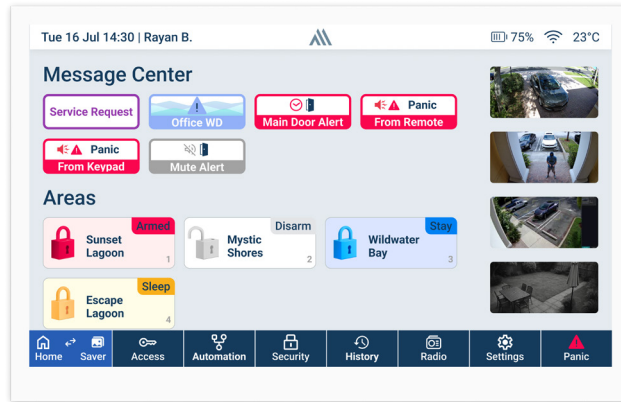 Tue 16 Jul 14:30 | Rayan B.
75%
23°C
Message Center
Service Request
Office WD
Main Door Alert
Panic
From Remote
Panic
From Keypad
Mute Alert
Areas
Armed
Sunset
Lagoon
1
Disarm
Mystic
Shores
2
Stay
Wildwater
Bay
3
Sleep
Escape
Lagoon
4
Home
Saver
Access
Automation
Security
History
Radio
Settings
Panic